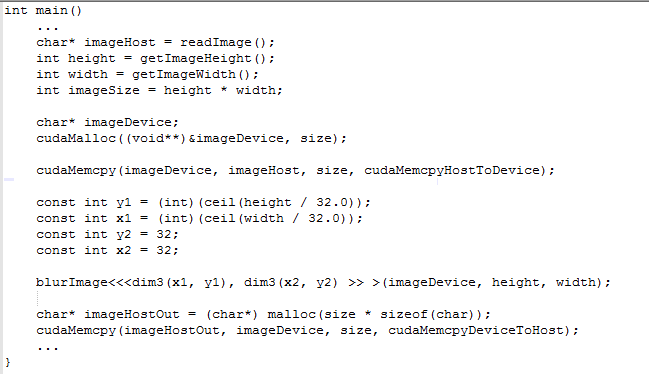 int main()
...
char* imageHost = readImage();
int height = getImageHeight();
int width = getImageWidth();
int imageSize = height * width;
char* imageDevice;
cudaMalloc((void**)&imageDevice, size);
cudaMemcpy(imageDevice, imageHost, size, cudaMemcpyHostToDevice);
const int y1 = (int)(ceil(height / 32.0));
const int x1 = (int)(ceil(width / 32.0));
const int y2 = 32;
const int x2 = 32;
blurImage<<<dim3(x1, y1), dim3(x2, y2) >> >(imageDevice, height, width);
char* imageHostOut = (char*) malloc(size * sizeof(char));
cudaMemcpy(imageHostOut, imageDevice, size, cudaMemcpyDeviceToHost);
...
}